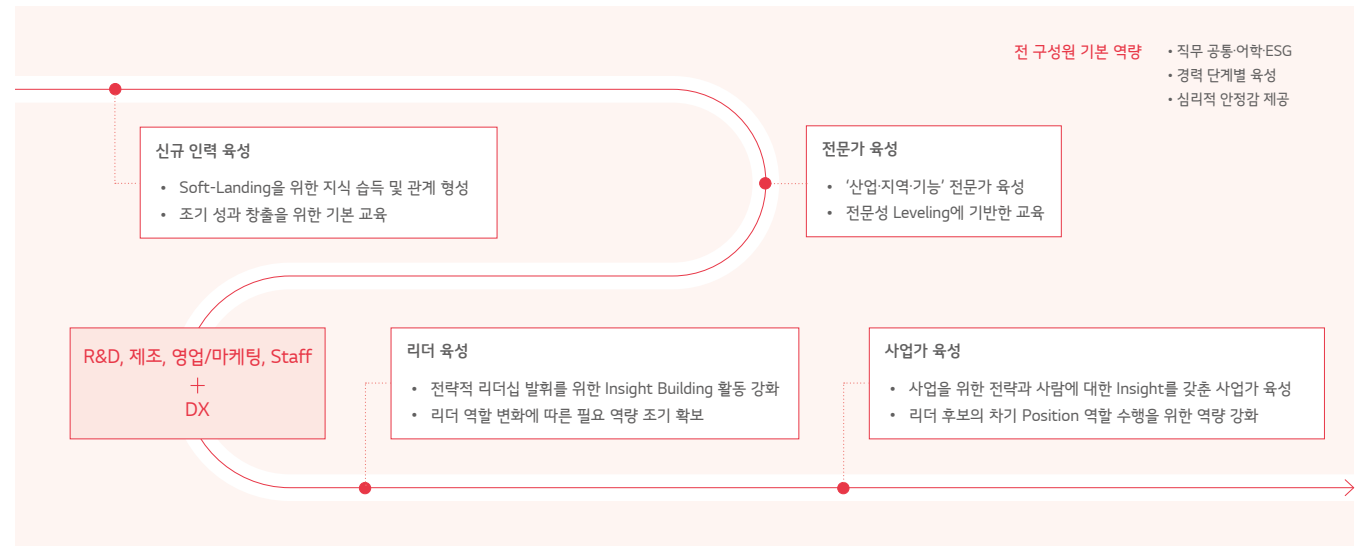 전 구성원 기본 역량
• 직무 공통·어학·ESG
• 경력 단계별 육성
• 심리적 안정감 제공
신규 인력 육성
• Soft-Landing을 위한 지식 습득 및 관계 형성
• 조기 성과 창출을 위한 기본 교육
전문가 육성
• ‘산업·지역·기능’ 전문가 육성
• 전문성 Leveling에 기반한 교육
R&D, 제조, 영업/마케팅, Staff
+
DX
리더 육성
• 전략적 리더십 발휘를 위한 Insight Building 활동 강화
• 리더 역할 변화에 따른 필요 역량 조기 확보
사업가 육성
• 사업을 위한 전략과 사람에 대한 Insight를 갖춘 사업가 육성
• 리더 후보의 차기 Position 역할 수행을 위한 역량 강화